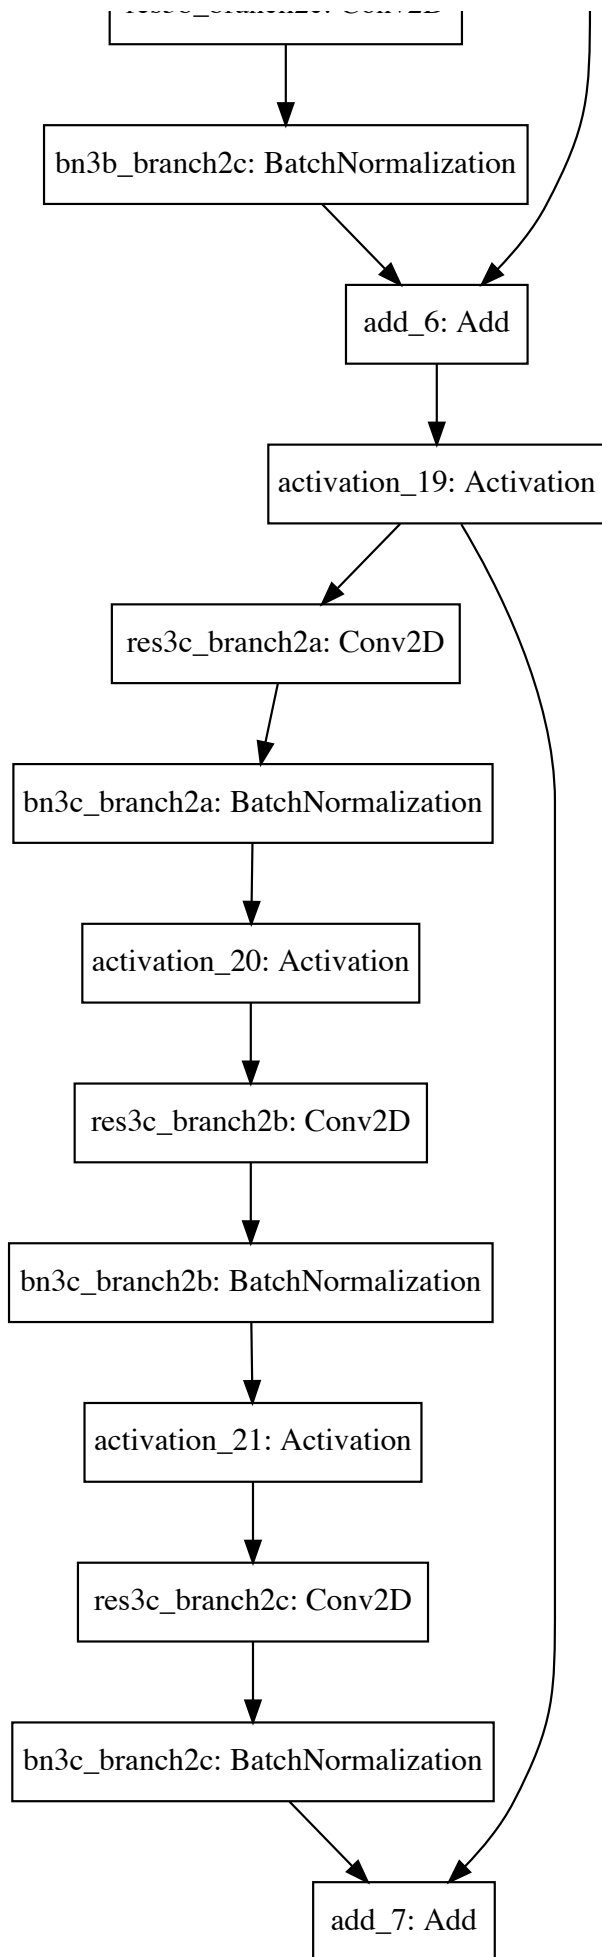 bn3b_branch2c: BatchNormalization
add_6: Add
activation_19: Activation
res3c_branch2a: Conv2D
bn3c_branch2a: BatchNormalization
activation_20: Activation
res3c_branch2b: Conv2D
bn3c_branch2b: BatchNormalization
activation_21: Activation
res3c_branch2c: Conv2D
bn3c_branch2c: BatchNormalization
add_7: Add